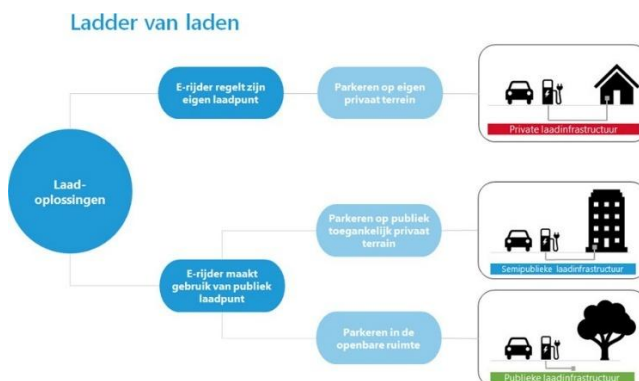 Ladder van laden
E-rijder regelt zijn
eigen laadpunt
Parkeren op eigen
privaat terrein
Private laadinfrastructuur
Laad-
oplossingen
Parkeren op publiek
toegankelijk privaat
terrain
Semipublieke laadinfrastructuur
E-rijder maakt
gebruik van publiek
laadpunt
Parkeren in de
openbare ruimte
Publieke laadinfrastructuur